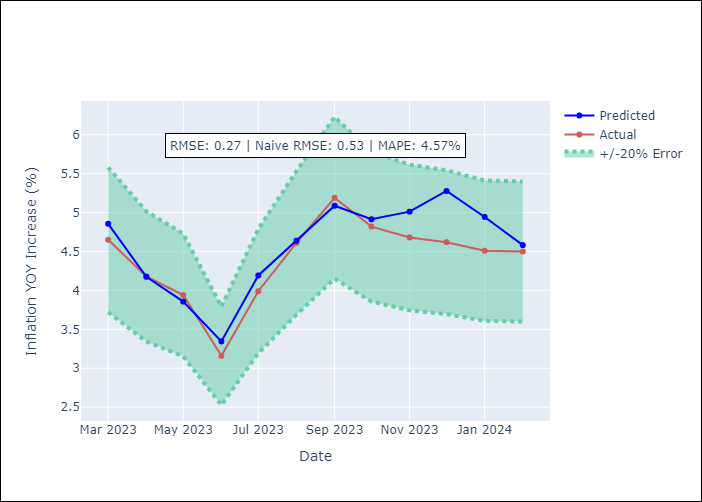 RMSE: 0.27 | Naive RMSE: 0.53 | MAPE: 4.57%
Predicted
Actual
+/-20% Error
Inflation YOY Increase (%)
6
5.5
5
4.5
4
3.5
3
2.5
Mar 2023
May 2023
Jul 2023
Sep 2023
Nov 2023
Jan 2024
Date